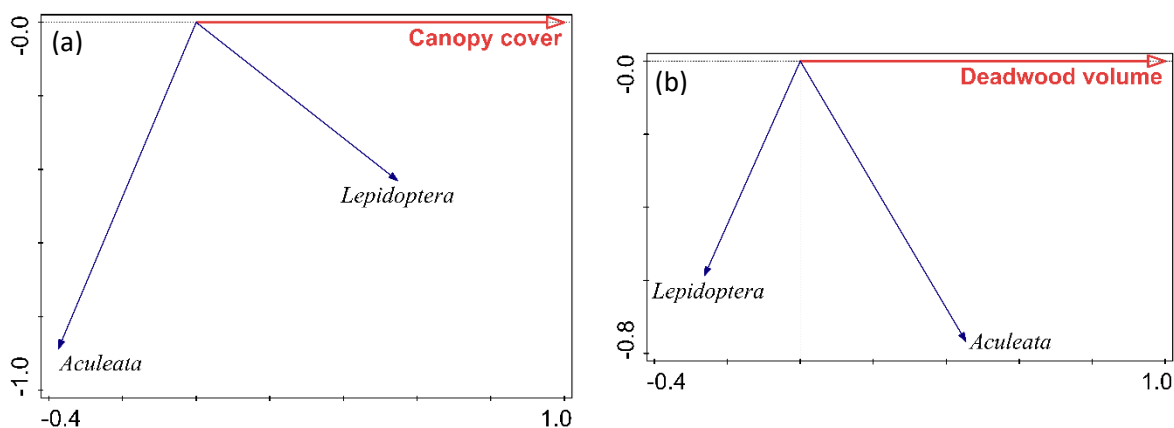 -0.0
(a)
Canopy cover
Lepidoptera
Aculeata
-1.0
-0.4
1.0
-0.0
(b)
Deadwood volume
Lepidoptera
Aculeata
-0.8
-0.4
1.0